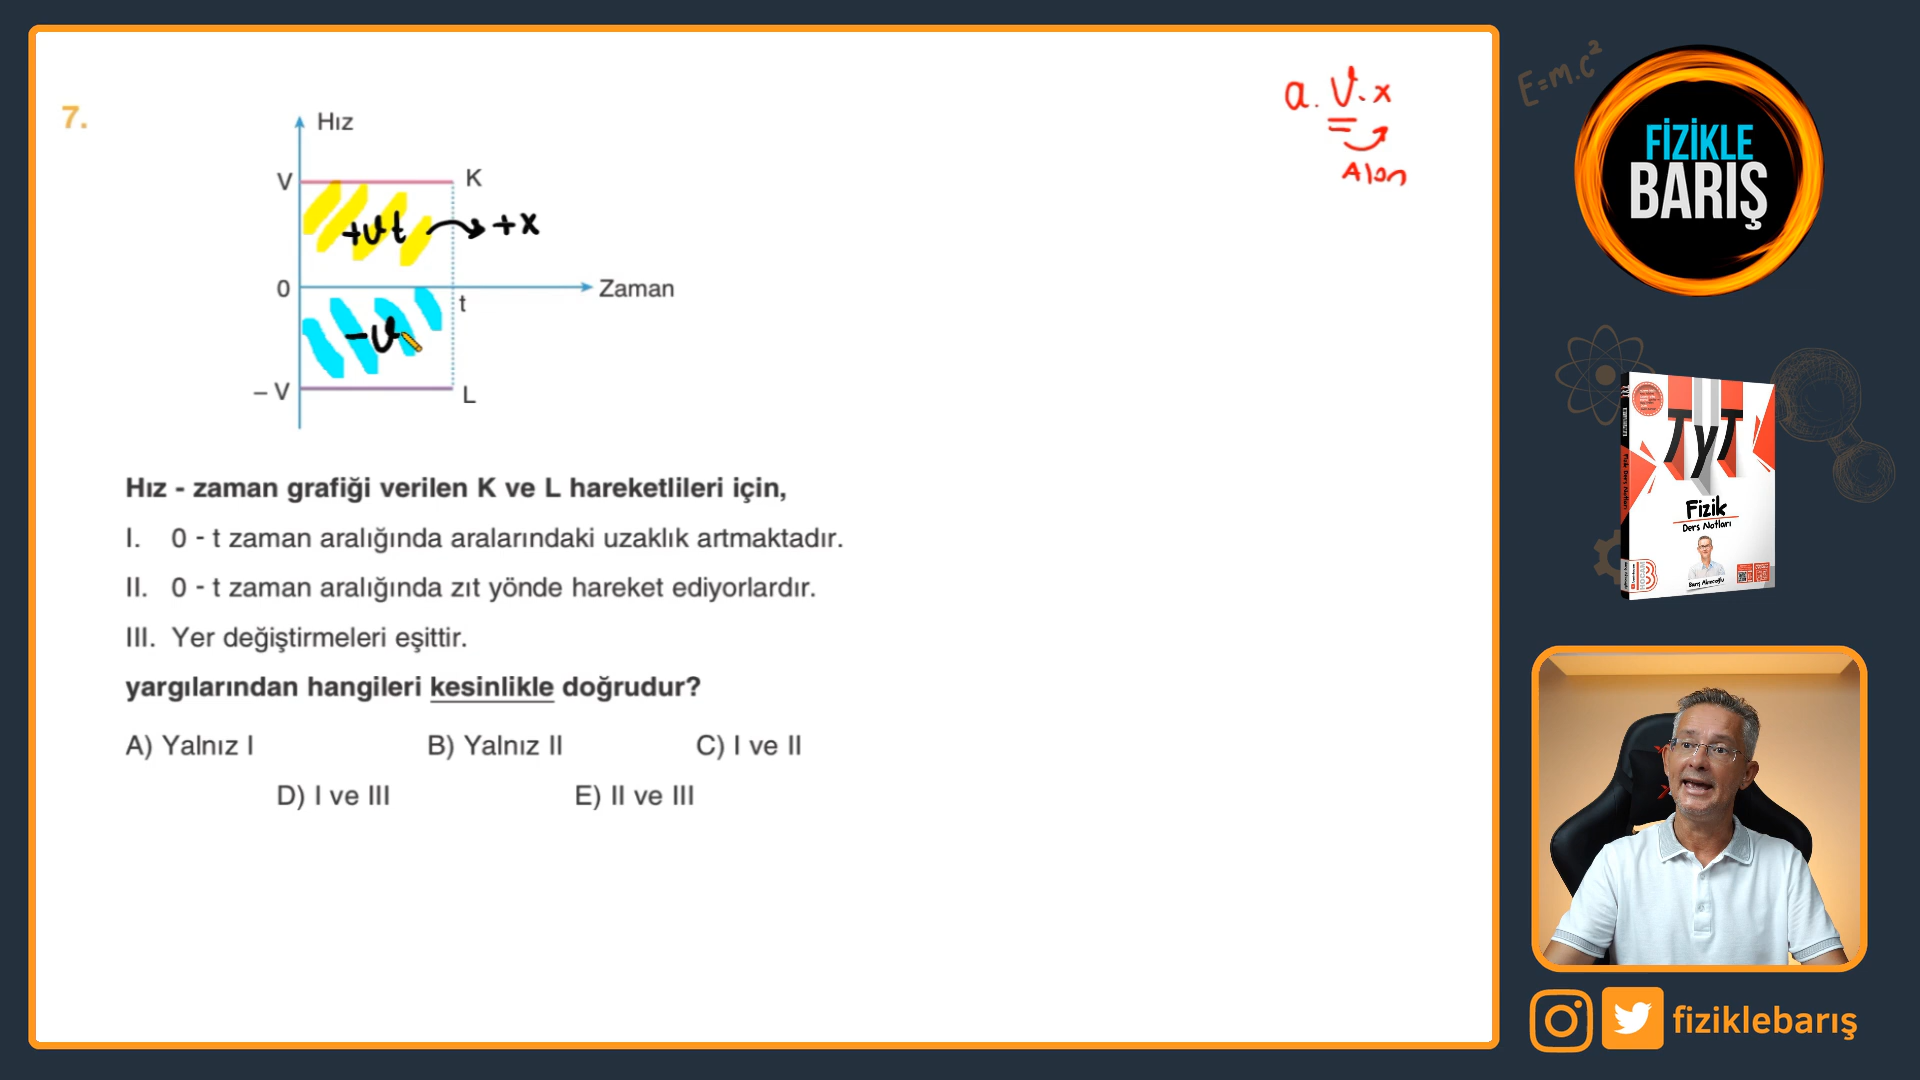 7.
Hız
V
K
+vt
+x
0
Zaman
t
-v
– V
L
a. V. x
Alan
Hız - zaman grafiği verilen K ve L hareketlileri için,
I. 0 - t zaman aralığında aralarındaki uzaklık artmaktadır.
II. 0 - t zaman aralığında zıt yönde hareket ediyorlardır.
III. Yer değiştirmeleri eşittir.
yargılarından hangileri kesinlikle doğrudur?
A) Yalnız I B) Yalnız II C) I ve II
D) I ve III E) II ve III
E=m.c²
FİZİKLE
BARIŞ
TYT
Fizik
Ders Notları
fiziklebarış